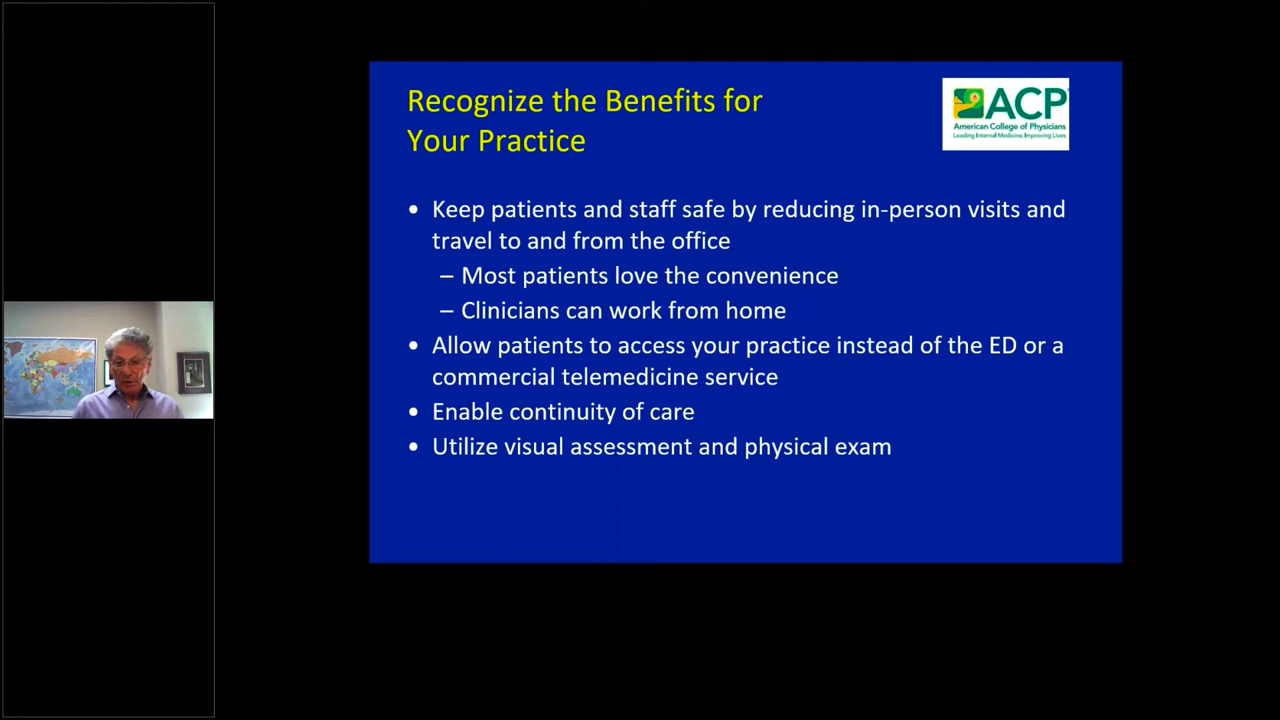 Recognize the Benefits for
Your Practice
ACP
American College of Physicians
Leading Internal Medicine, Improving Lives
• Keep patients and staff safe by reducing in-person visits and
travel to and from the office
– Most patients love the convenience
– Clinicians can work from home
• Allow patients to access your practice instead of the ED or a
commercial telemedicine service
• Enable continuity of care
• Utilize visual assessment and physical exam